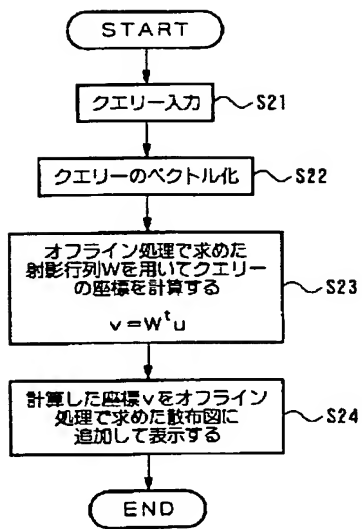 START
クエリー入力
S21
クエリーのベクトル化
S22
オフライン処理で求めた
射影行列Wを用いてクエリー
の座標を計算する
v=Wᵗu
S23
計算した座標vをオフライン
処理で求めた散布図に
追加して表示する
S24
END